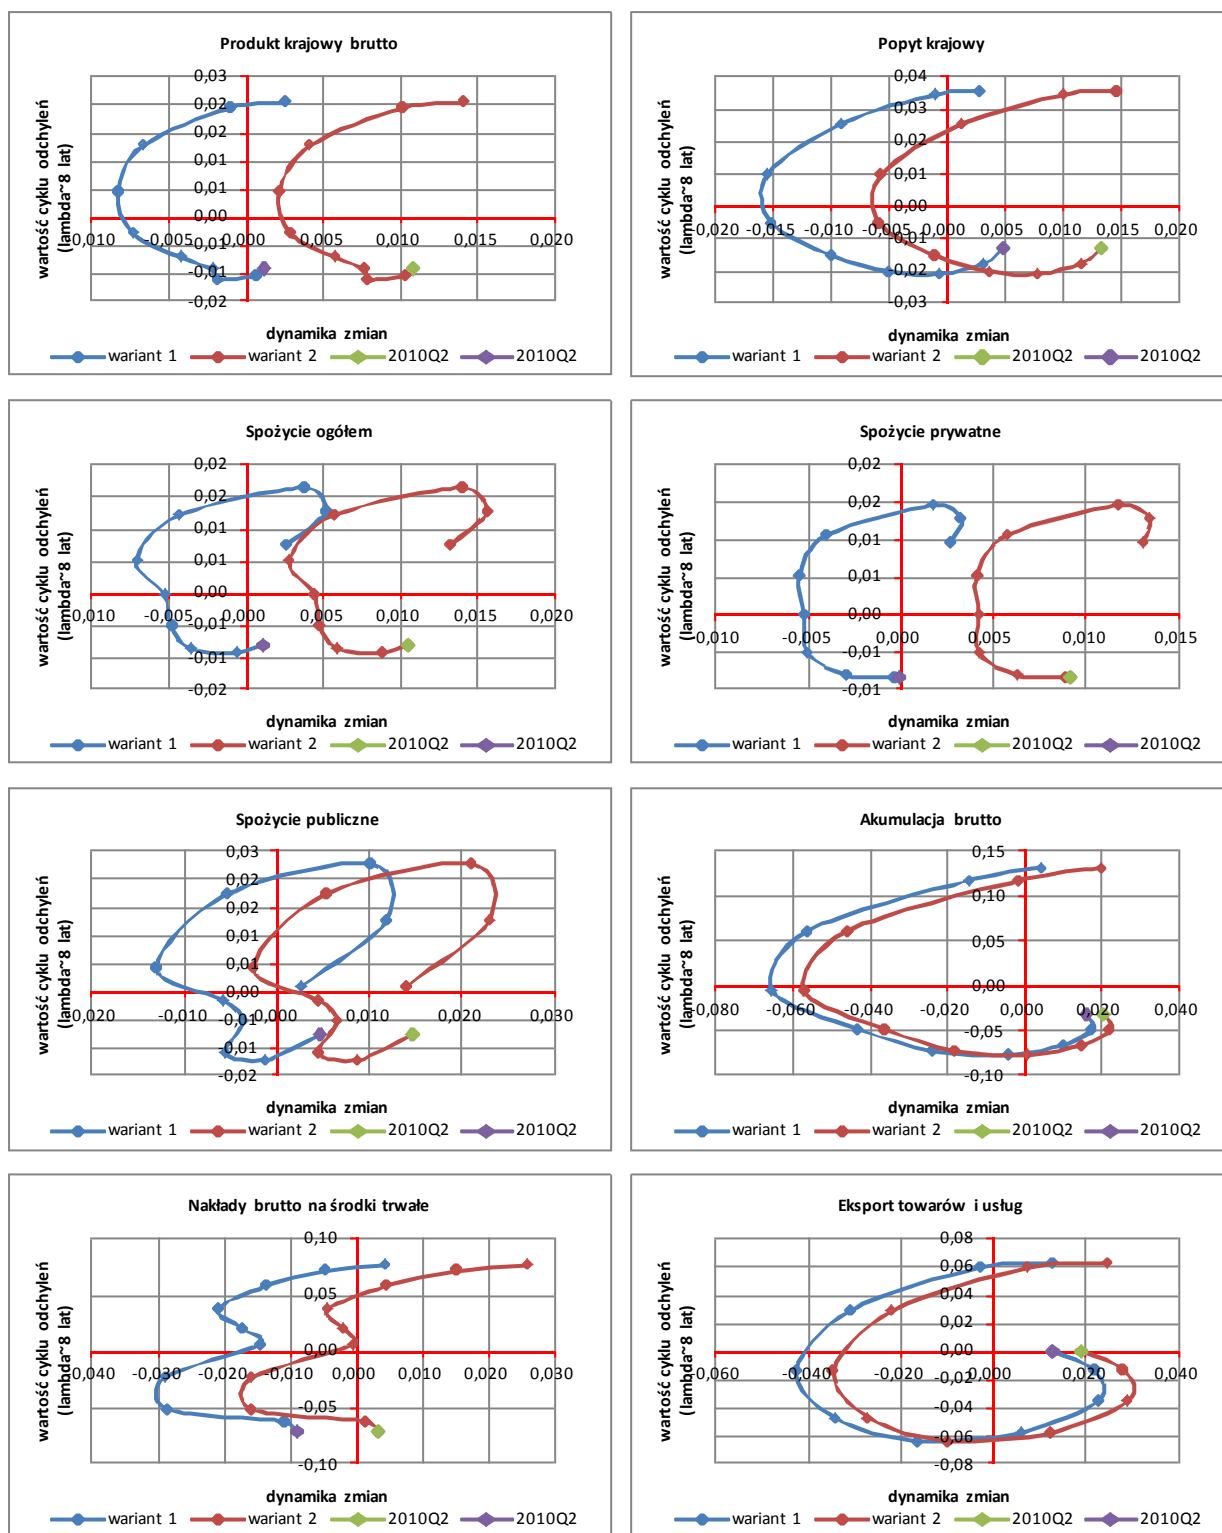 Produkt krajowy brutto
wartość cyklu odchyleń
(lambda~8 lat)
0,03
0,02
0,02
0,01
0,01
0,00
-0,01
-0,01
-0,02
-0,010 -0,005 0,000 0,005 0,010 0,015 0,020
dynamika zmian
wariant 1 wariant 2 2010Q2 2010Q2
Popyt krajowy
wartość cyklu odchyleń
(lambda~8 lat)
0,04
0,03
0,02
0,01
0,00
-0,01
-0,02
-0,03
-0,020 -0,015 -0,010 -0,005 0,000 0,005 0,010 0,015 0,020
dynamika zmian
wariant 1 wariant 2 2010Q2 2010Q2
Spożycie ogółem
wartość cyklu odchyleń
(lambda~8 lat)
0,02
0,02
0,01
0,01
0,00
-0,01
-0,01
-0,02
-0,010 -0,005 0,000 0,005 0,010 0,015 0,020
dynamika zmian
wariant 1 wariant 2 2010Q2 2010Q2
Spożycie prywatne
wartość cyklu odchyleń
(lambda~8 lat)
0,02
0,02
0,01
0,01
0,00
-0,01
-0,01
-0,010 -0,005 0,000 0,005 0,010 0,015
dynamika zmian
wariant 1 wariant 2 2010Q2 2010Q2
Spożycie publiczne
wartość cyklu odchyleń
(lambda~8 lat)
0,03
0,02
0,02
0,01
0,01
0,00
-0,01
-0,01
-0,02
-0,020 -0,010 0,000 0,010 0,020 0,030
dynamika zmian
wariant 1 wariant 2 2010Q2 2010Q2
Akumulacja brutto
wartość cyklu odchyleń
(lambda~8 lat)
0,15
0,10
0,05
0,00
-0,05
-0,10
-0,080 -0,060 -0,040 -0,020 0,000 0,020 0,040
dynamika zmian
wariant 1 wariant 2 2010Q2 2010Q2
Nakłady brutto na środki trwałe
wartość cyklu odchyleń
(lambda~8 lat)
0,10
0,05
0,00
-0,05
-0,10
-0,040 -0,030 -0,020 -0,010 0,000 0,010 0,020 0,030
dynamika zmian
wariant 1 wariant 2 2010Q2 2010Q2
Eksport towarów i usług
wartość cyklu odchyleń
(lambda~8 lat)
0,08
0,06
0,04
0,02
0,00
-0,02
-0,04
-0,06
-0,08
-0,060 -0,040 -0,020 0,000 0,020 0,040
dynamika zmian
wariant 1 wariant 2 2010Q2 2010Q2